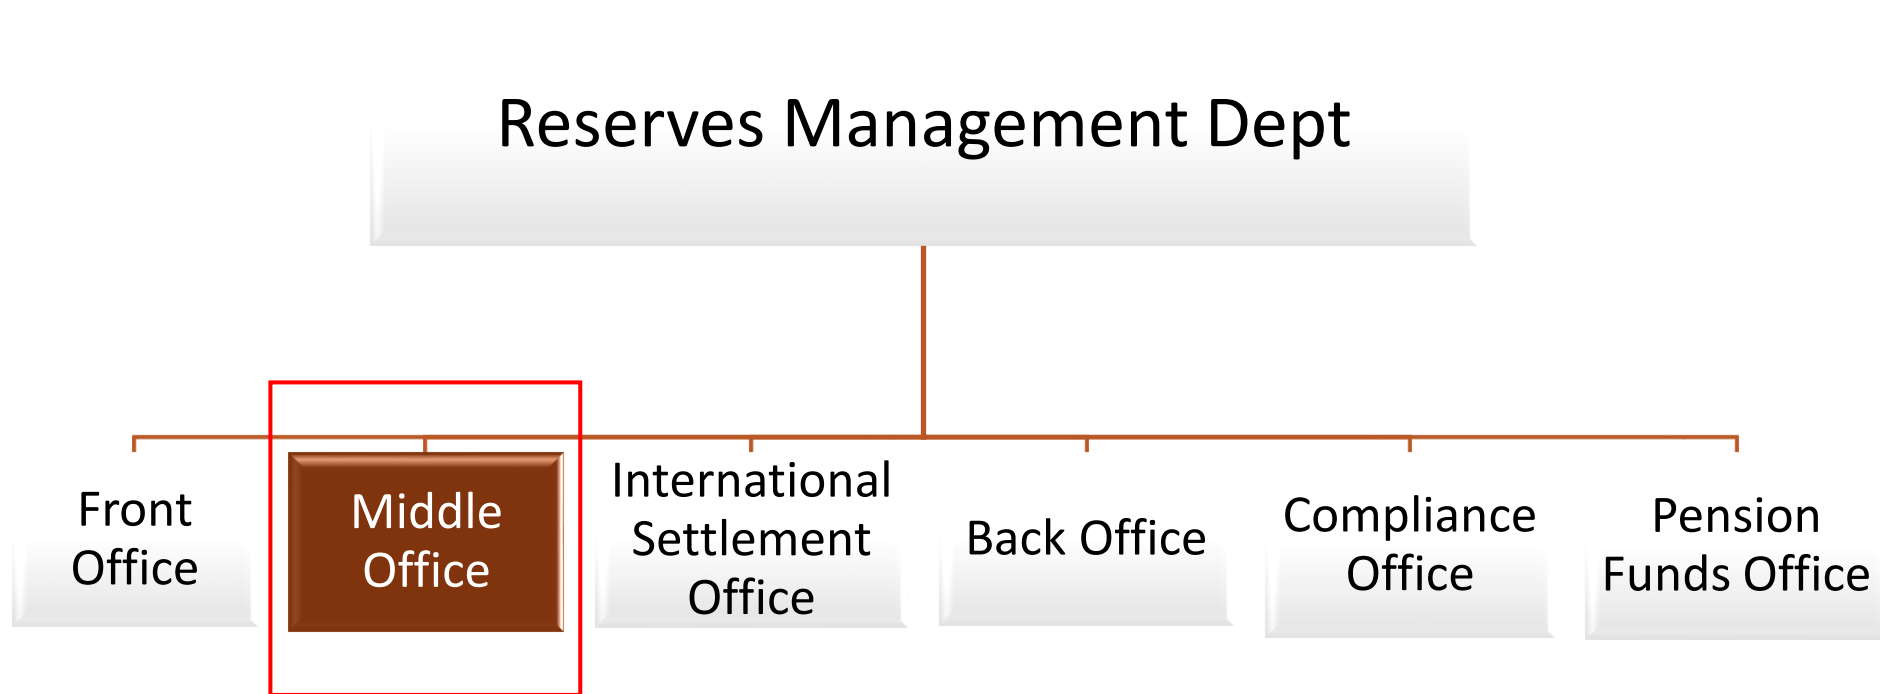 Reserves Management Dept
Front
Office
Middle
Office
International
Settlement
Office
Back Office
Compliance
Office
Pension
Funds Office